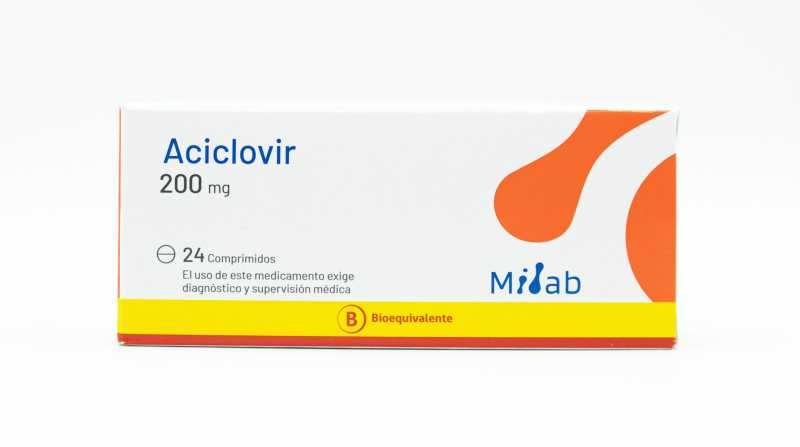 Aciclovir
200 mg
24 Comprimidos
El uso de este medicamento exige
diagnóstico y supervisión médica
Milab
B Bioequivalente